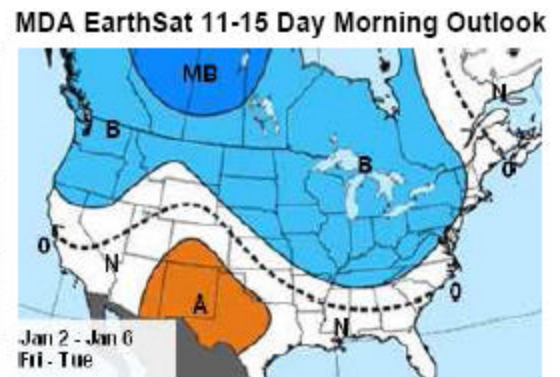 MDA EarthSat 11-15 Day Morning Outlook
MB
B
N
B
0
0
N
A
0
N
Jan 2 - Jan 6
Fri - Tue